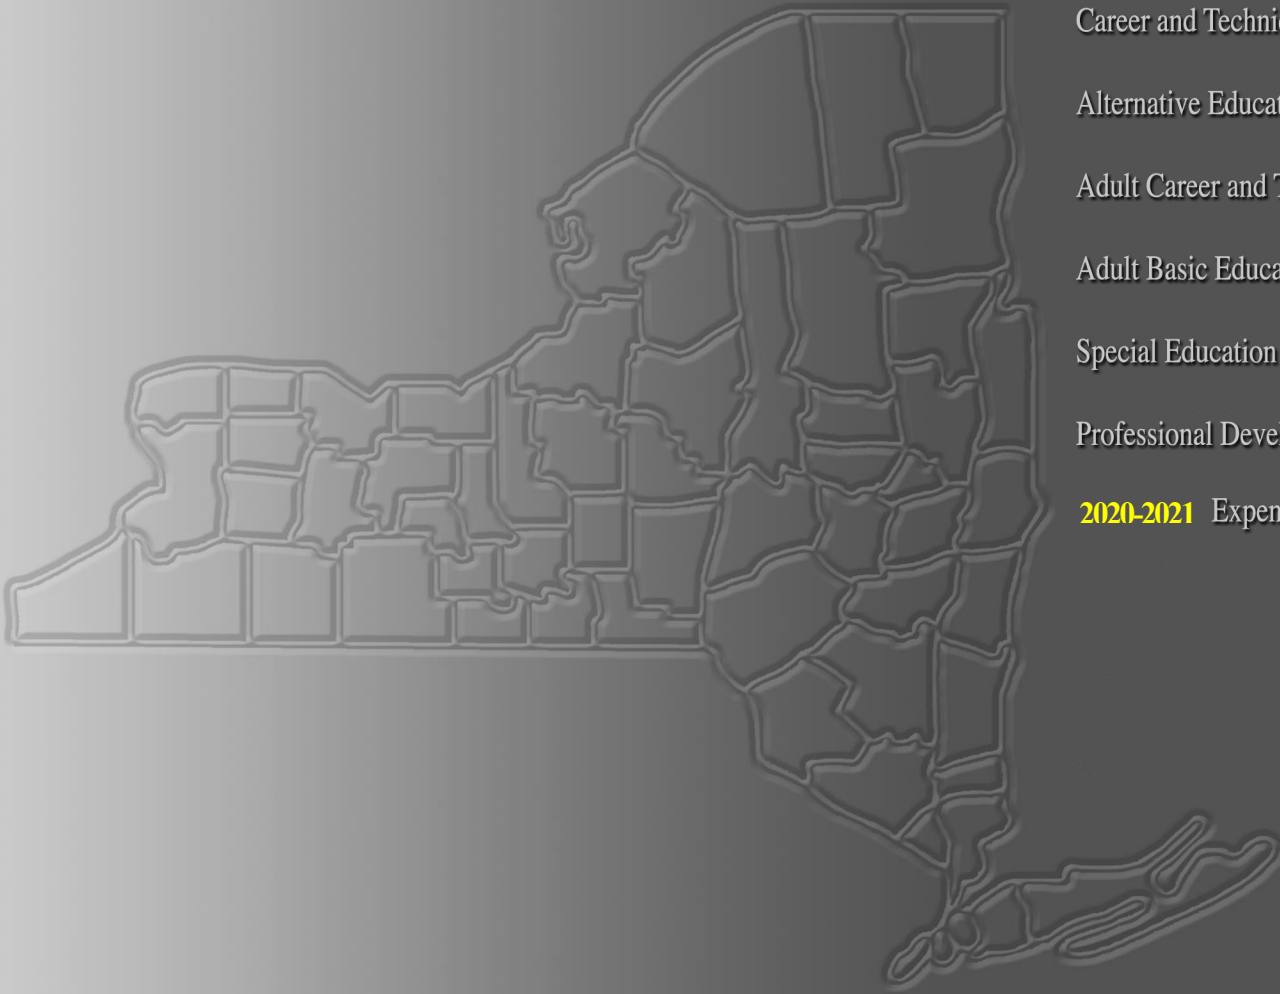 Career and Techni
Alternative Educat
Adult Career and T
Adult Basic Educa
Special Education
Professional Devel
2020-2021 Expen